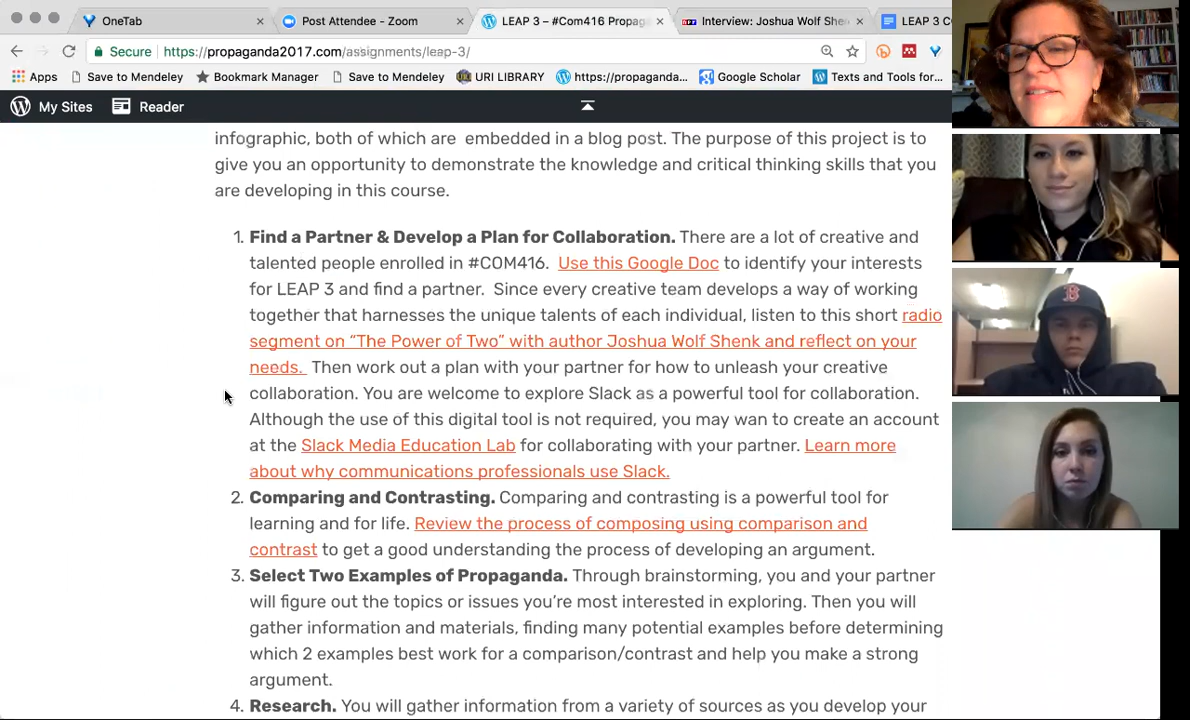 OneTab
Post Attendee - Zoom
LEAP 3 – #Com416 Propag
Interview: Joshua Wolf She
LEAP 3 C
Secure
https://propaganda2017.com/assignments/leap-3/
Apps
Save to Mendeley
Bookmark Manager
Save to Mendeley
URI LIBRARY
https://propaganda...
Google Scholar
Texts and Tools for...
My Sites
Reader
infographic, both of which are embedded in a blog post. The purpose of this project is to
give you an opportunity to demonstrate the knowledge and critical thinking skills that you
are developing in this course.
1. Find a Partner & Develop a Plan for Collaboration. There are a lot of creative and
talented people enrolled in #COM416. Use this Google Doc to identify your interests
for LEAP 3 and find a partner. Since every creative team develops a way of working
together that harnesses the unique talents of each individual, listen to this short radio
segment on “The Power of Two” with author Joshua Wolf Shenk and reflect on your
needs. Then work out a plan with your partner for how to unleash your creative
collaboration. You are welcome to explore Slack as a powerful tool for collaboration.
Although the use of this digital tool is not required, you may wan to create an account
at the Slack Media Education Lab for collaborating with your partner. Learn more
about why communications professionals use Slack.
2. Comparing and Contrasting. Comparing and contrasting is a powerful tool for
learning and for life. Review the process of composing using comparison and
contrast to get a good understanding the process of developing an argument.
3. Select Two Examples of Propaganda. Through brainstorming, you and your partner
will figure out the topics or issues you’re most interested in exploring. Then you will
gather information and materials, finding many potential examples before determining
which 2 examples best work for a comparison/contrast and help you make a strong
argument.
4. Research. You will gather information from a variety of sources as you develop your
B